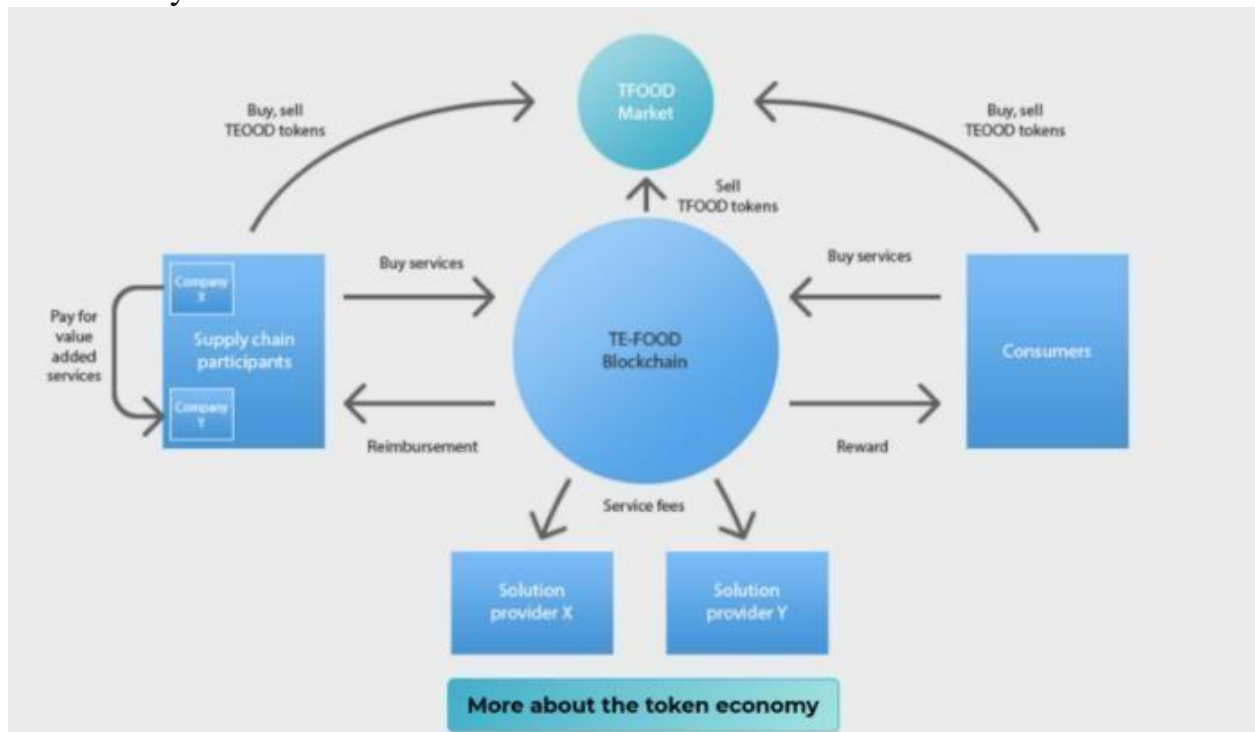 TFOOD
Market
Buy, sell
TEOOD tokens
Buy, sell
TEOOD tokens
Sell
TFOOD tokens
Buy services
Buy services
Company
X
Pay for
value
added
services
Supply chain
participants
TE-FOOD
Blockchain
Consumers
Company
Y
Reimbursement
Reward
Service fees
Solution
provider X
Solution
provider Y
More about the token economy